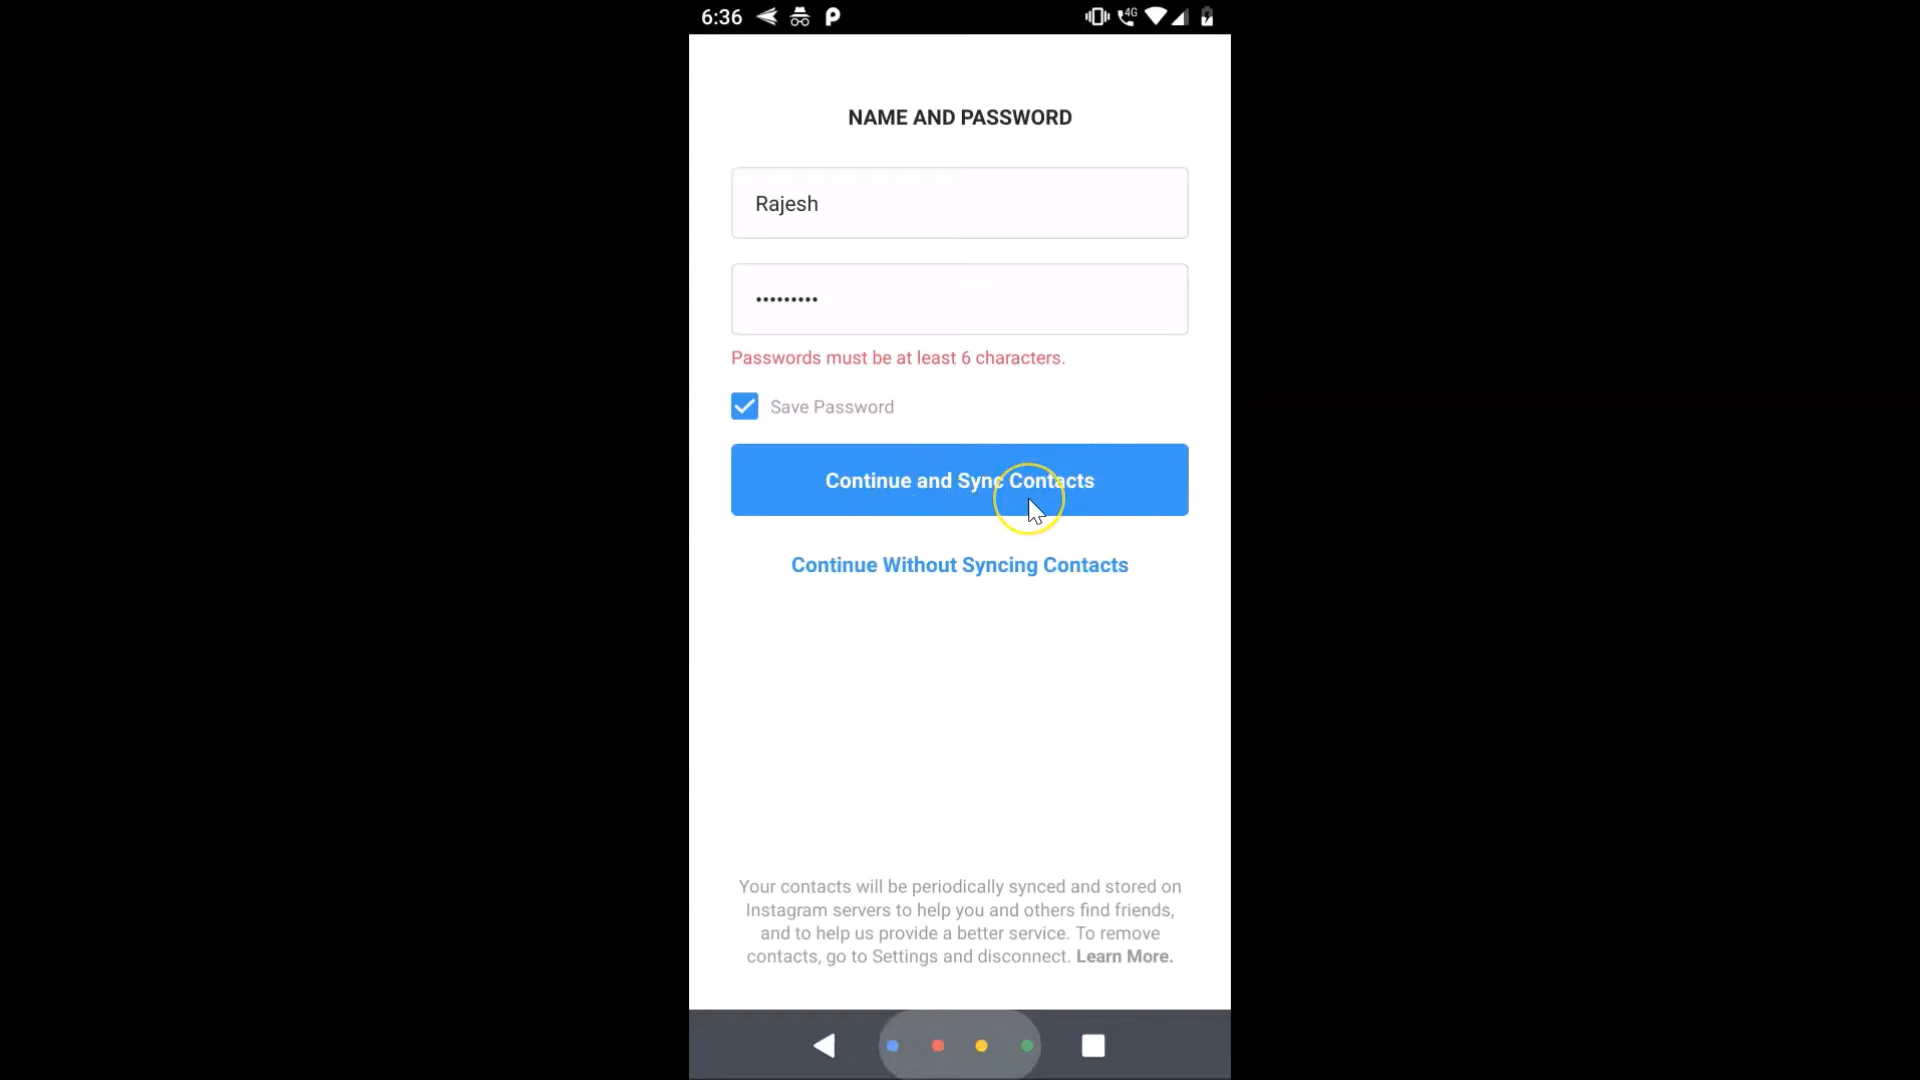 6:36
4G
NAME AND PASSWORD
Rajesh
•••••••••
Passwords must be at least 6 characters.
Save Password
Continue and Sync Contacts
Continue Without Syncing Contacts
Your contacts will be periodically synced and stored on
Instagram servers to help you and others find friends,
and to help us provide a better service. To remove
contacts, go to Settings and disconnect. Learn More.